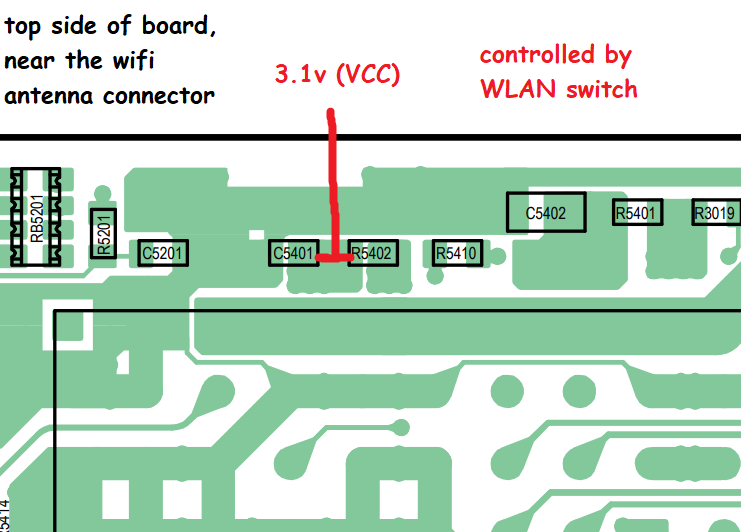 top side of board,
near the wifi
antenna connector
3.1v (VCC)
controlled by
WLAN switch
RB5201
R5201
C5201
C5401
R5402
R5410
C5402
R5401
R3019